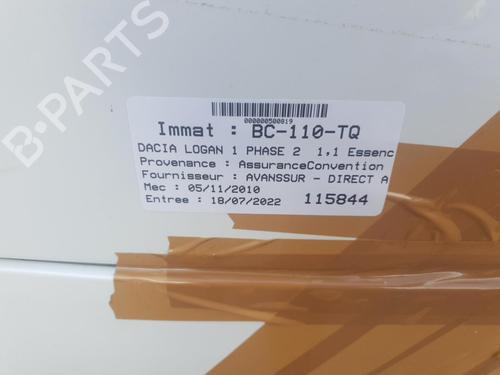 B-PARTS
000000500819
Immat : BC-110-TQ
DACIA LOGAN 1 PHASE 2 1,1 Essenc
Provenance : AssuranceConvention
Fournisseur : AVANSSUR - DIRECT A
Mec : 05/11/2010
Entree : 18/07/2022 115844